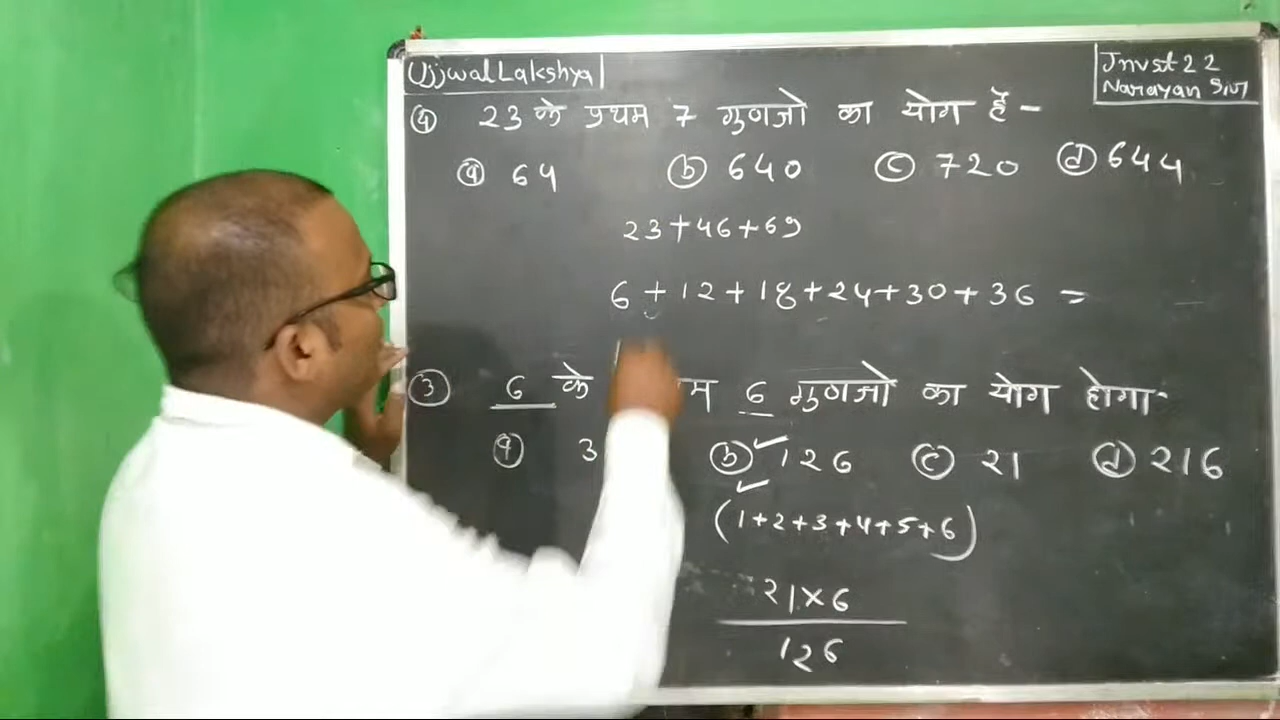 Ujjwal Lakshya
Jnvst 22
Narayan Sir
④ 23 के प्रथम 7 गुणजो का योग हैं -
ⓐ 64 ⓑ 640 ⓒ 720 ⓓ 644
23+46+69
6+12+18+24+30+36 =
③ 6 के म 6 गुणजो का योग होगा-
ⓐ 3 ⓑ 126 ⓒ 21 ⓓ 216
(1+2+3+4+5+6)
21×6
126